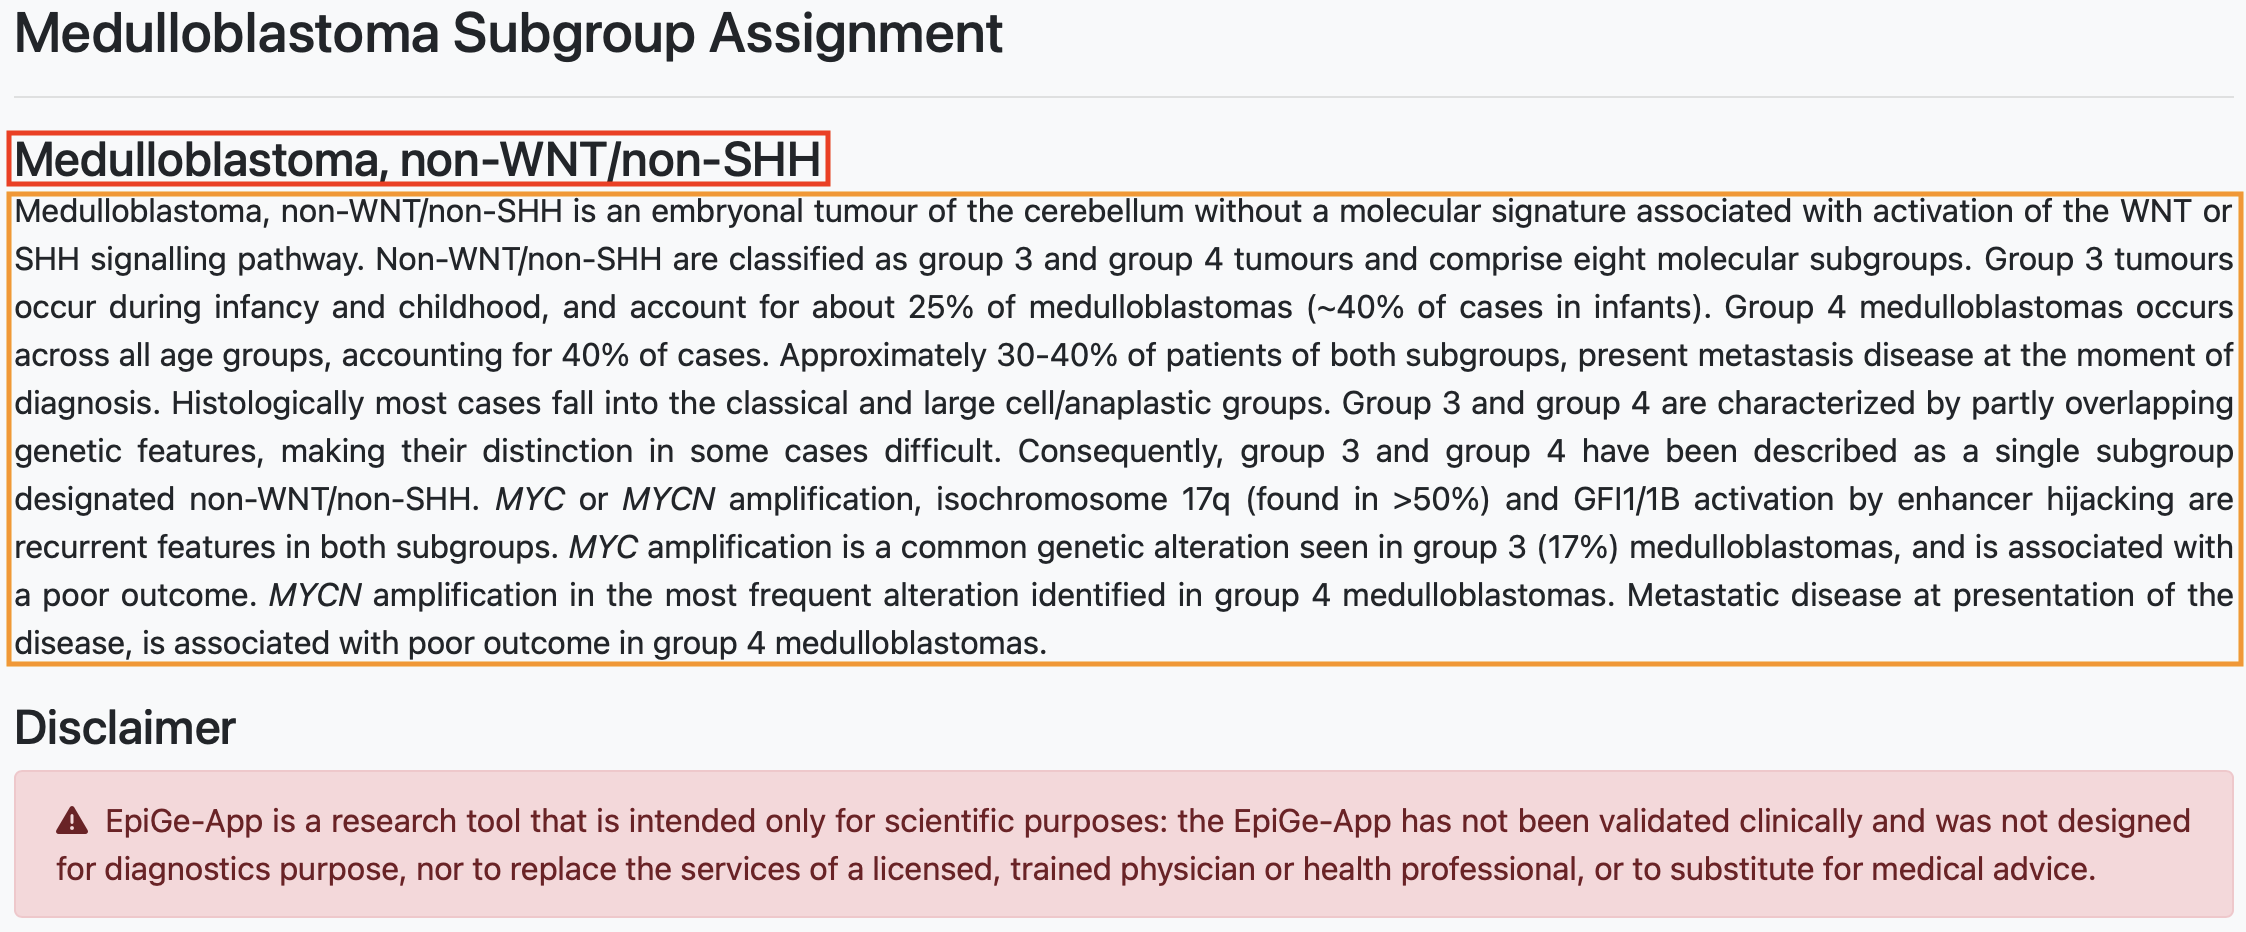 Medulloblastoma Subgroup Assignment
Medulloblastoma, non-WNT/non-SHH
Medulloblastoma, non-WNT/non-SHH is an embryonal tumour of the cerebellum without a molecular signature associated with activation of the WNT or
SHH signalling pathway. Non-WNT/non-SHH are classified as group 3 and group 4 tumours and comprise eight molecular subgroups. Group 3 tumours
occur during infancy and childhood, and account for about 25% of medulloblastomas (~40% of cases in infants). Group 4 medulloblastomas occurs
across all age groups, accounting for 40% of cases. Approximately 30-40% of patients of both subgroups, present metastasis disease at the moment of
diagnosis. Histologically most cases fall into the classical and large cell/anaplastic groups. Group 3 and group 4 are characterized by partly overlapping
genetic features, making their distinction in some cases difficult. Consequently, group 3 and group 4 have been described as a single subgroup
designated non-WNT/non-SHH. MYC or MYCN amplification, isochromosome 17q (found in >50%) and GFI1/1B activation by enhancer hijacking are
recurrent features in both subgroups. MYC amplification is a common genetic alteration seen in group 3 (17%) medulloblastomas, and is associated with
a poor outcome. MYCN amplification in the most frequent alteration identified in group 4 medulloblastomas. Metastatic disease at presentation of the
disease, is associated with poor outcome in group 4 medulloblastomas.
Disclaimer
EpiGe-App is a research tool that is intended only for scientific purposes: the EpiGe-App has not been validated clinically and was not designed
for diagnostics purpose, nor to replace the services of a licensed, trained physician or health professional, or to substitute for medical advice.